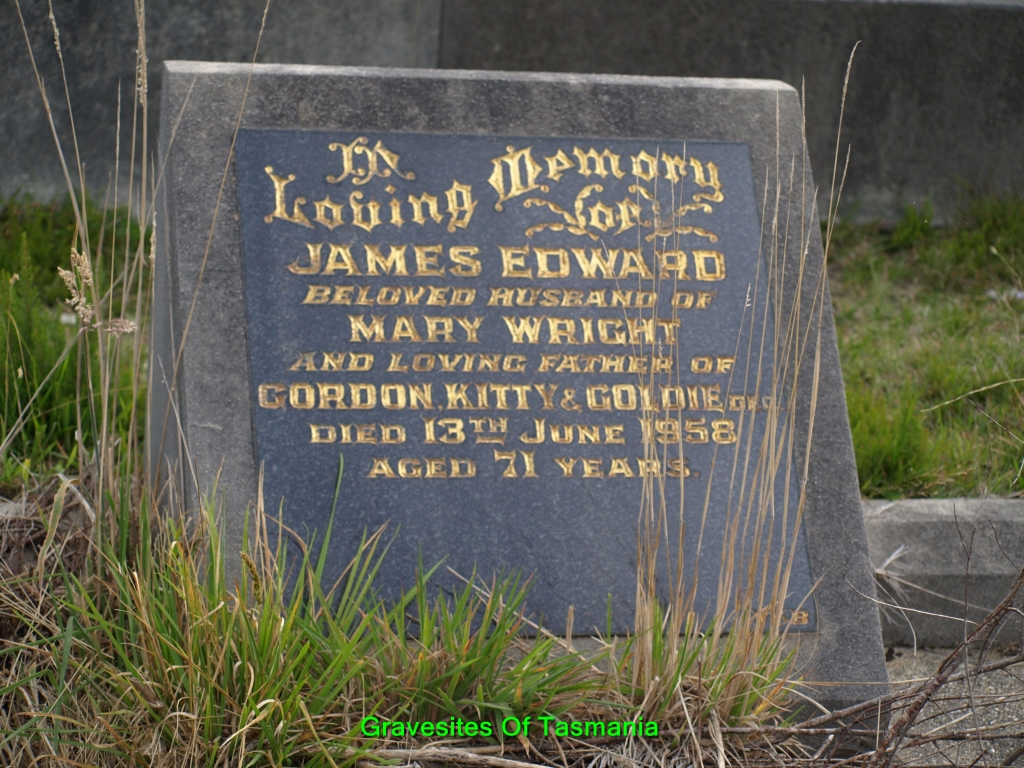 In
Loving Memory
Of
JAMES EDWARD
BELOVED HUSBAND OF
MARY WRIGHT
AND LOVING FATHER OF
GORDON, KITTY & GOLDIE DEC.
DIED 13TH JUNE 1958
AGED 71 YEARS.
Gravesites Of Tasmania